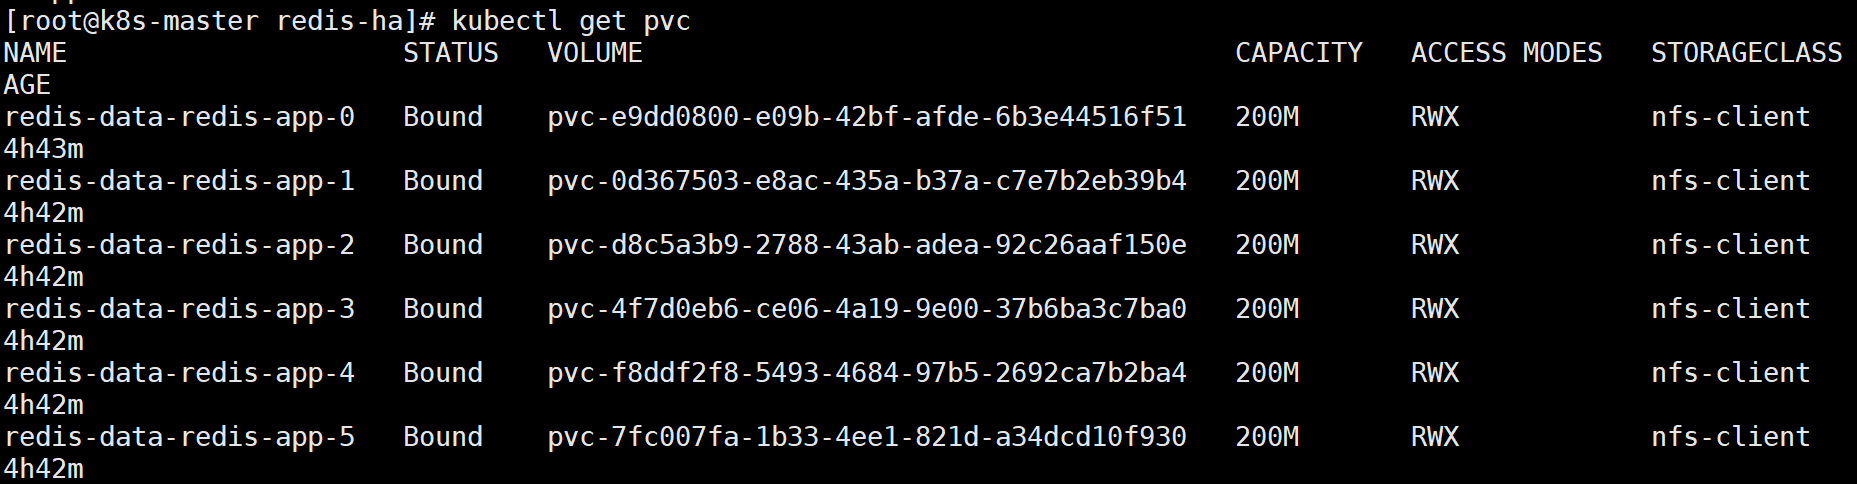 [root@k8s-master redis-ha]# kubectl get pvc
NAME                     STATUS   VOLUME                                     CAPACITY   ACCESS MODES   STORAGECLASS
AGE
redis-data-redis-app-0   Bound    pvc-e9dd0800-e09b-42bf-afde-6b3e44516f51   200M       RWX            nfs-client
4h43m
redis-data-redis-app-1   Bound    pvc-0d367503-e8ac-435a-b37a-c7e7b2eb39b4   200M       RWX            nfs-client
4h42m
redis-data-redis-app-2   Bound    pvc-d8c5a3b9-2788-43ab-adea-92c26aaf150e   200M       RWX            nfs-client
4h42m
redis-data-redis-app-3   Bound    pvc-4f7d0eb6-ce06-4a19-9e00-37b6ba3c7ba0   200M       RWX            nfs-client
4h42m
redis-data-redis-app-4   Bound    pvc-f8ddf2f8-5493-4684-97b5-2692ca7b2ba4   200M       RWX            nfs-client
4h42m
redis-data-redis-app-5   Bound    pvc-7fc007fa-1b33-4ee1-821d-a34dcd10f930   200M       RWX            nfs-client
4h42m